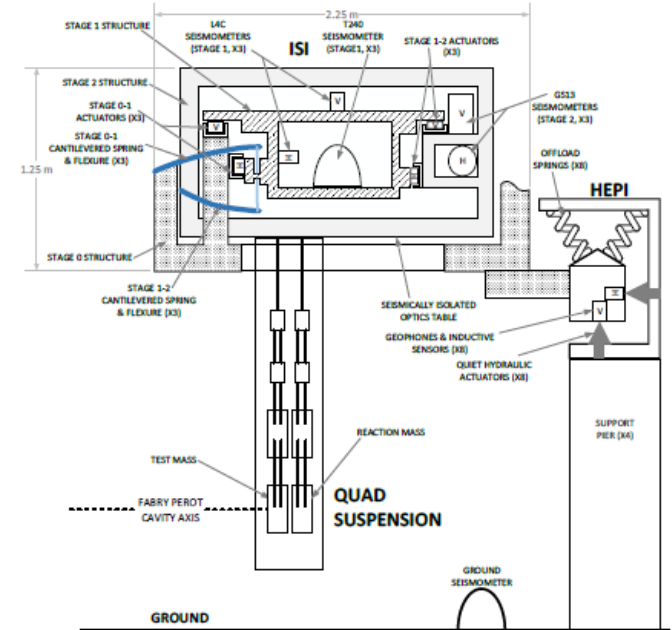 2.25 m
L4C
SEISMOMETERS
(STAGE 1, X3)
T240
SEISMOMETER
(STAGE1, X3)
STAGE 1 STRUCTURE
ISI
STAGE 1-2 ACTUATORS
(X3)
STAGE 2 STRUCTURE
GS13
SEISMOMETERS
(STAGE 2, X3)
STAGE 0-1
ACTUATORS (X3)
STAGE 0-1
CANTILEVERED SPRING
& FLEXURE (X3)
V
V
V
V
H
H
H
H
1.25 m
OFFLOAD
SPRINGS (X8)
HEPI
STAGE 0 STRUCTURE
STAGE 1-2
CANTILEVERED SPRING
& FLEXURE (X3)
SEISMICALLY ISOLATED
OPTICS TABLE
H
V
GEOPHONES & INDUCTIVE
SENSORS (X8)
QUIET HYDRAULIC
ACTUATORS (X8)
SUPPORT
PIER (X4)
REACTION MASS
TEST MASS
FABRY PEROT
CAVITY AXIS
QUAD
SUSPENSION
GROUND
SEISMOMETER
GROUND